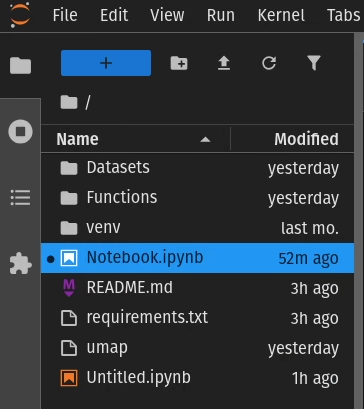 File Edit View Run Kernel Tabs
/
Name Modified
Datasets yesterday
Functions yesterday
venv last mo.
Notebook.ipynb 52m ago
README.md 3h ago
requirements.txt 3h ago
umap yesterday
Untitled.ipynb 1h ago